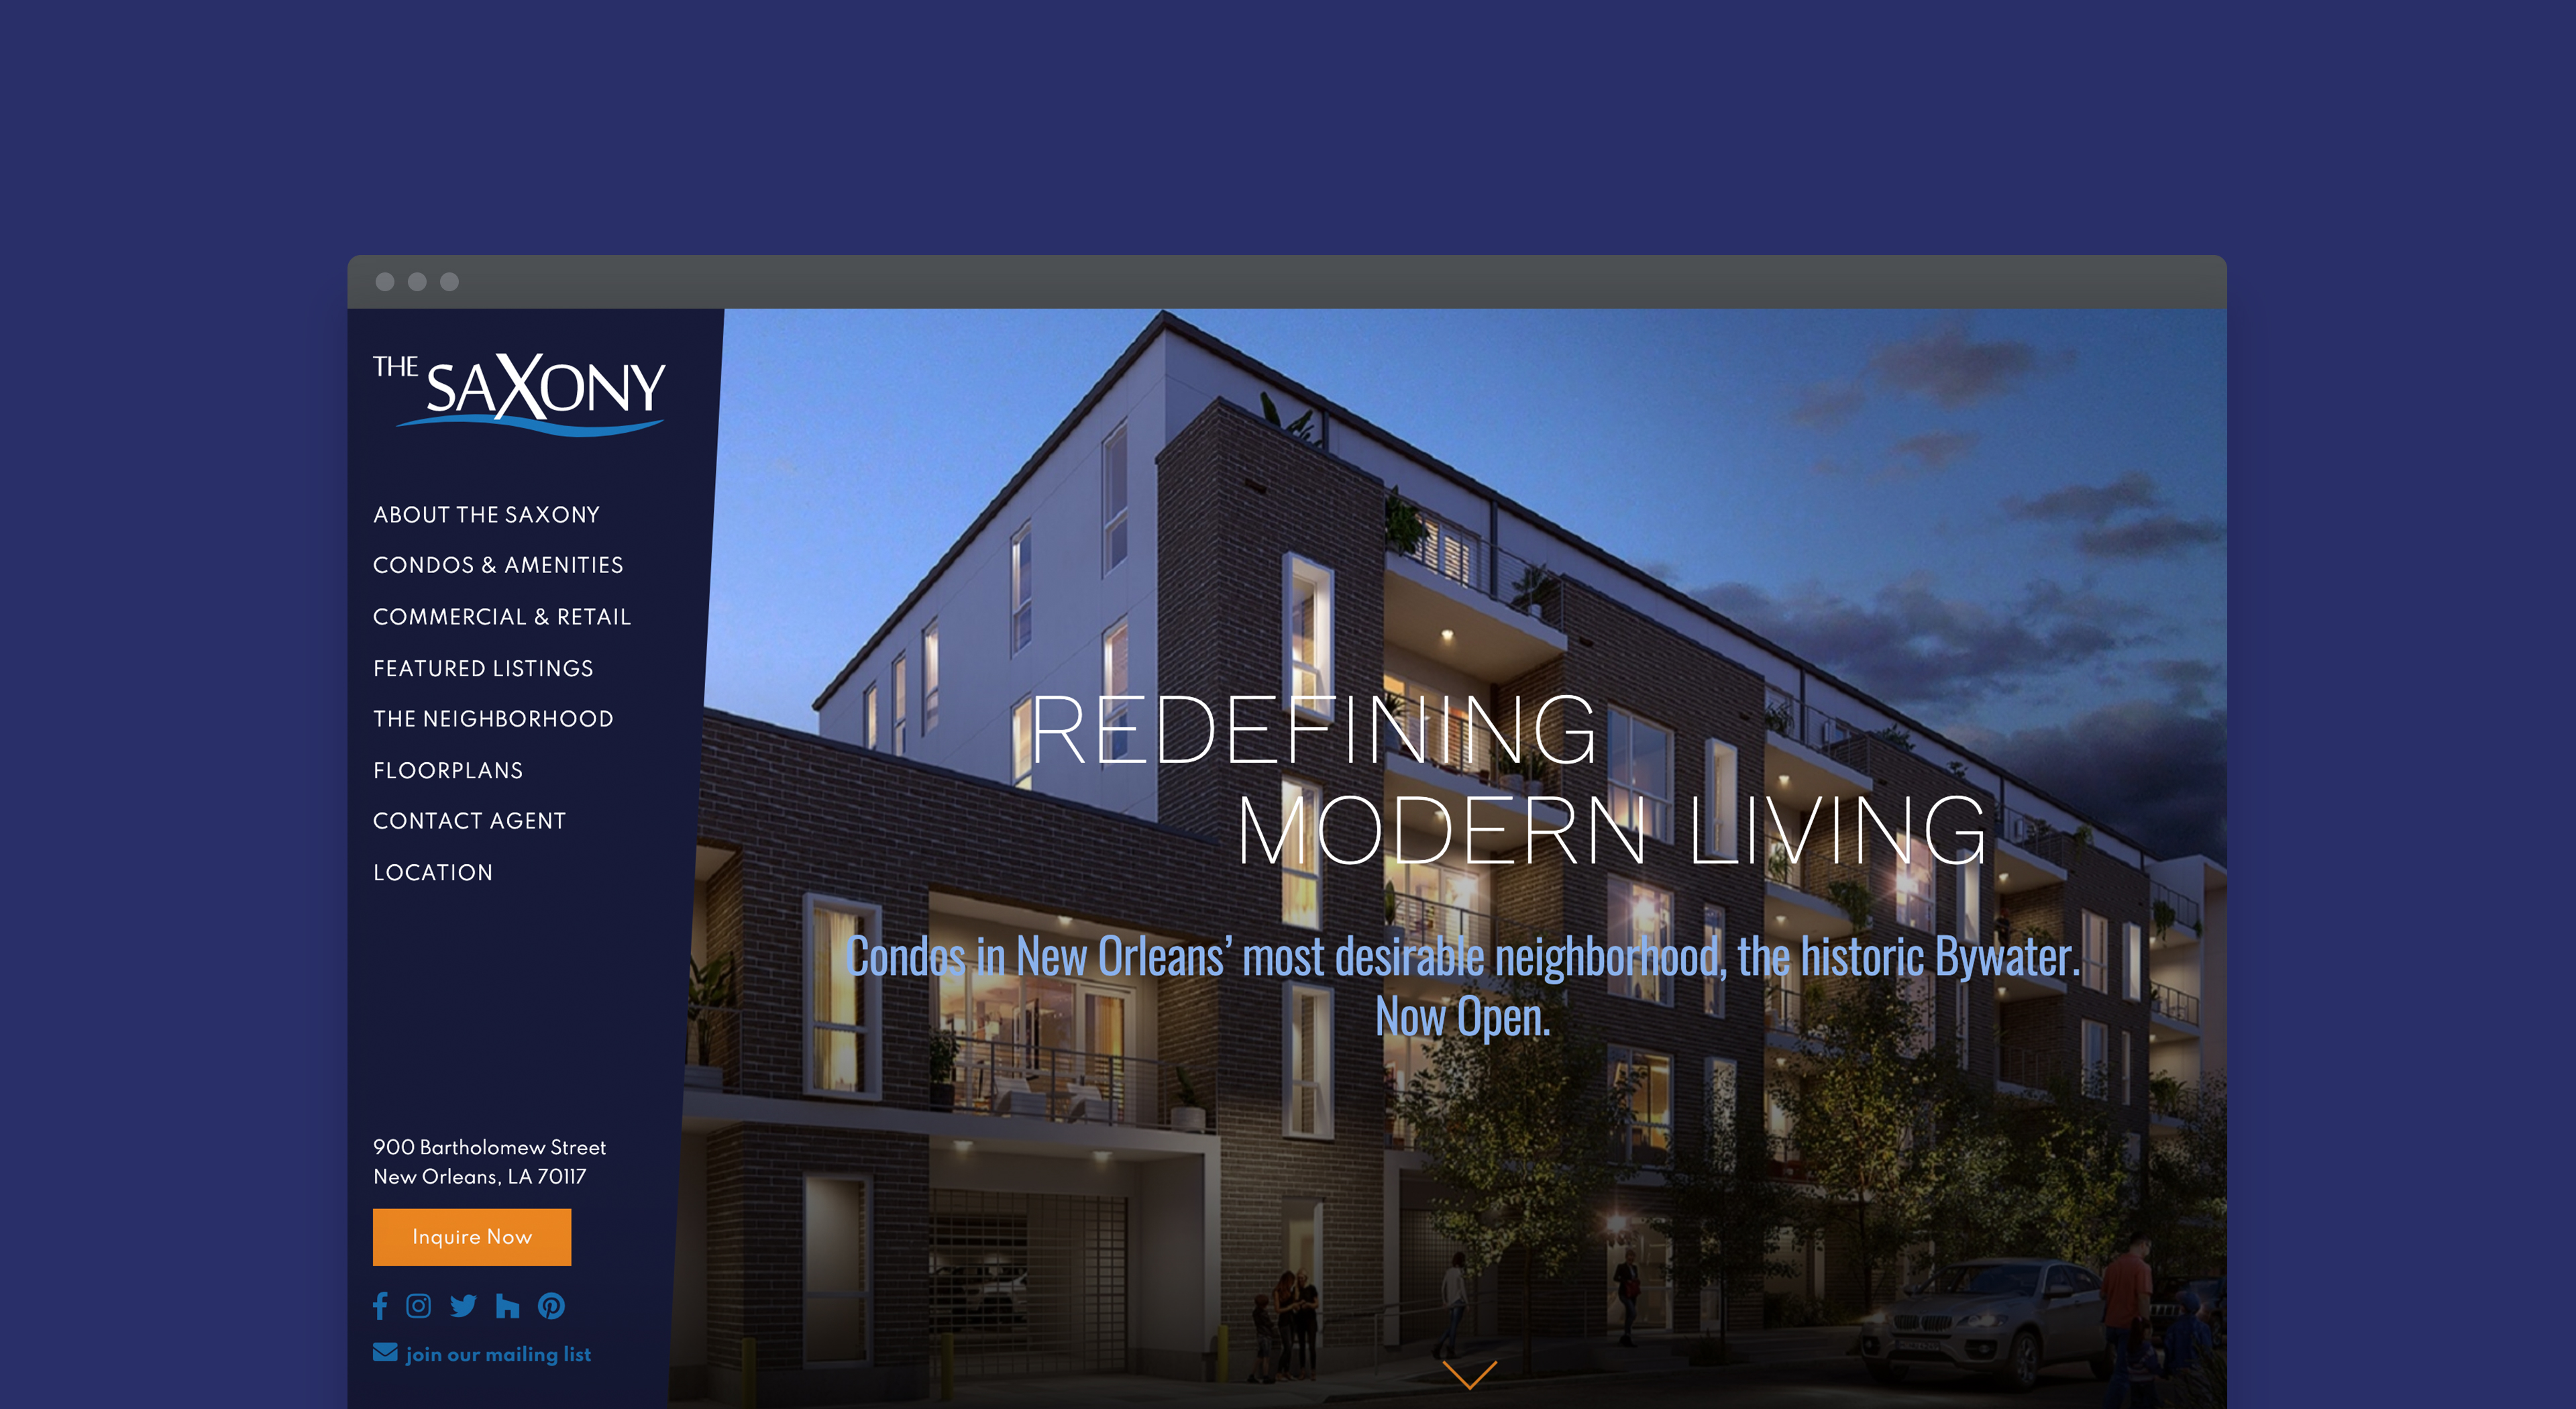 THE SAXONY
ABOUT THE SAXONY
CONDOS & AMENITIES
COMMERCIAL & RETAIL
FEATURED LISTINGS
THE NEIGHBORHOOD
FLOORPLANS
CONTACT AGENT
LOCATION
900 Bartholomew Street
New Orleans, LA 70117
Inquire Now
join our mailing list
REDEFINING
MODERN LIVING
Condos in New Orleans’ most desirable neighborhood, the historic Bywater.
Now Open.